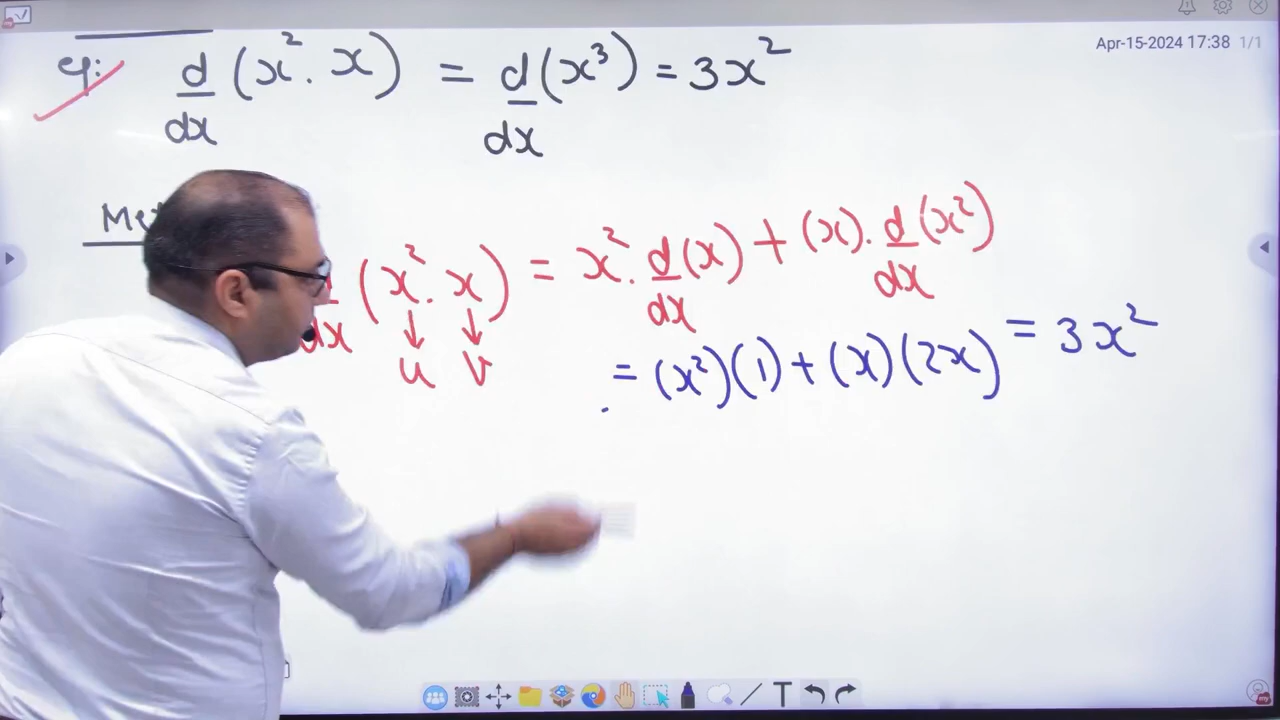 Apr-15-2024 17:38 1/1
eg: d/dx (x². x) = d/dx (x³) = 3x²
d/dx (x². x) = x². d/dx (x) + (x). d/dx (x²)
u v
= (x²)(1) + (x)(2x) = 3x²
T